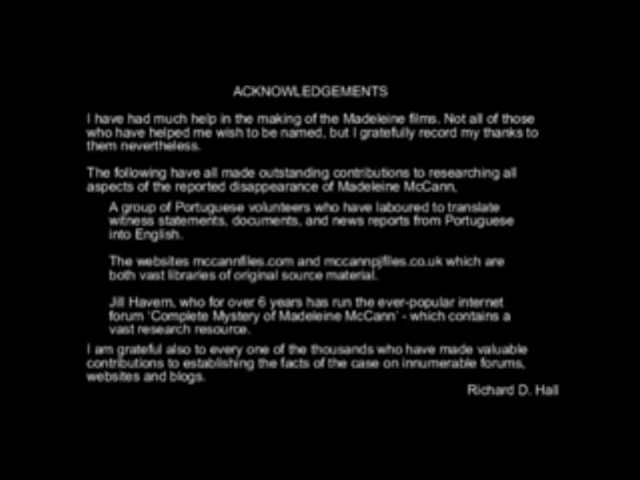 ACKNOWLEDGEMENTS
I have had much help in the making of the Madeleine films. Not all of those
who have helped me wish to be named, but I gratefully record my thanks to
them nevertheless.
The following have all made outstanding contributions to researching all
aspects of the reported disappearance of Madeleine McCann,
A group of Portuguese volunteers who have laboured to translate
witness statements, documents, and news reports from Portuguese
into English.
The websites mccannfiles.com and mccannpjfiles.co.uk which are
both vast libraries of original source material.
Jill Havern, who for over 6 years has run the ever-popular internet
forum 'Complete Mystery of Madeleine McCann' - which contains a
vast research resource.
I am grateful also to every one of the thousands who have made valuable
contributions to establishing the facts of the case on innumerable forums,
websites and blogs.
Richard D. Hall